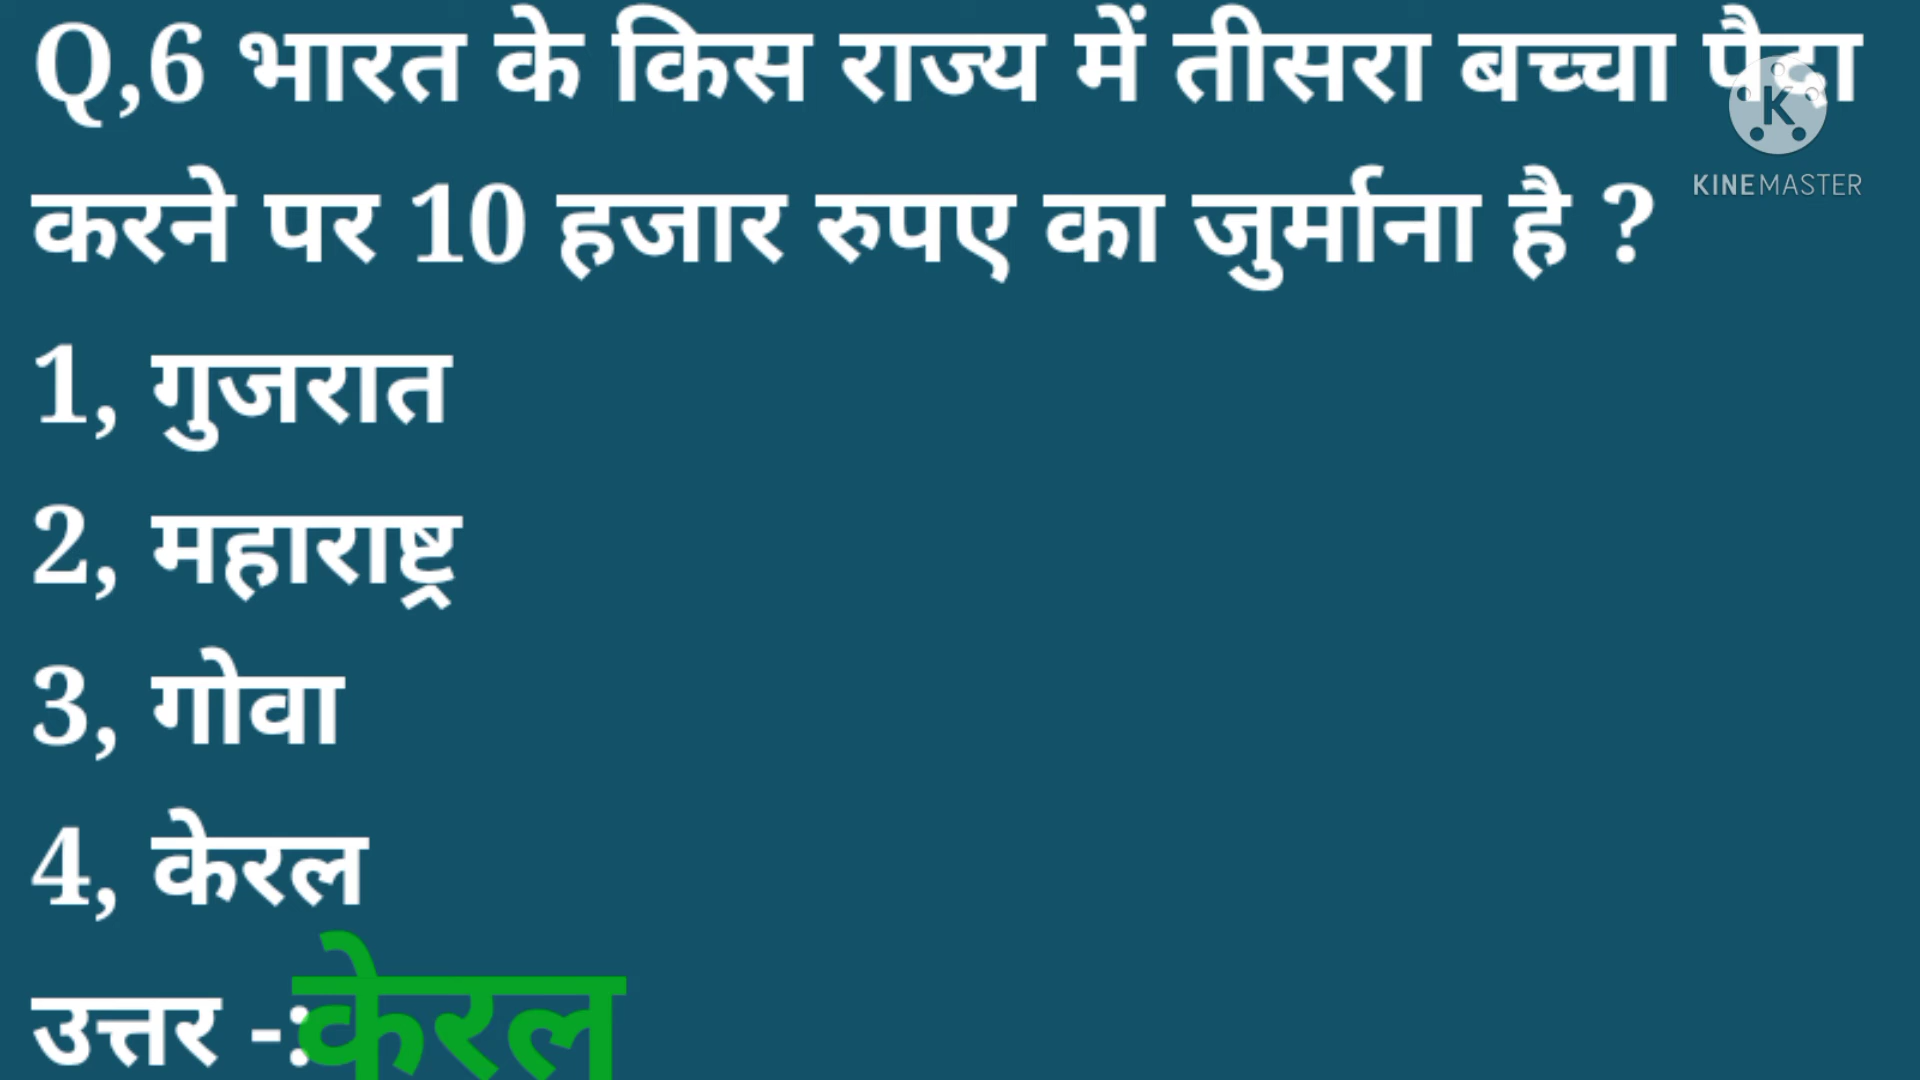 Q,6 भारत के किस राज्य में तीसरा बच्चा पैदा
करने पर 10 हजार रुपए का जुर्माना है ?
1, गुजरात
2, महाराष्ट्र
3, गोवा
4, केरल
उत्तर -: केरल
KINEMASTER